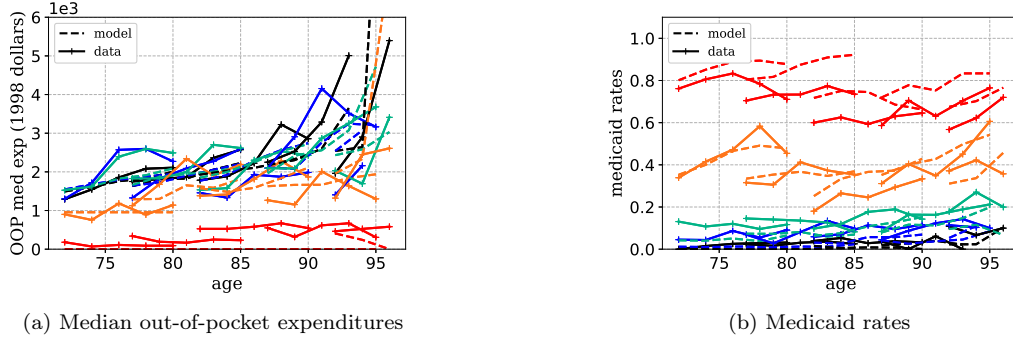 1e3
6
5
4
3
2
1
0
OOP med exp (1998 dollars)
model
data
75 80 85 90 95
age
(a) Median out-of-pocket expenditures
1.0
0.8
0.6
0.4
0.2
0.0
medicaid rates
model
data
75 80 85 90 95
age
(b) Medicaid rates